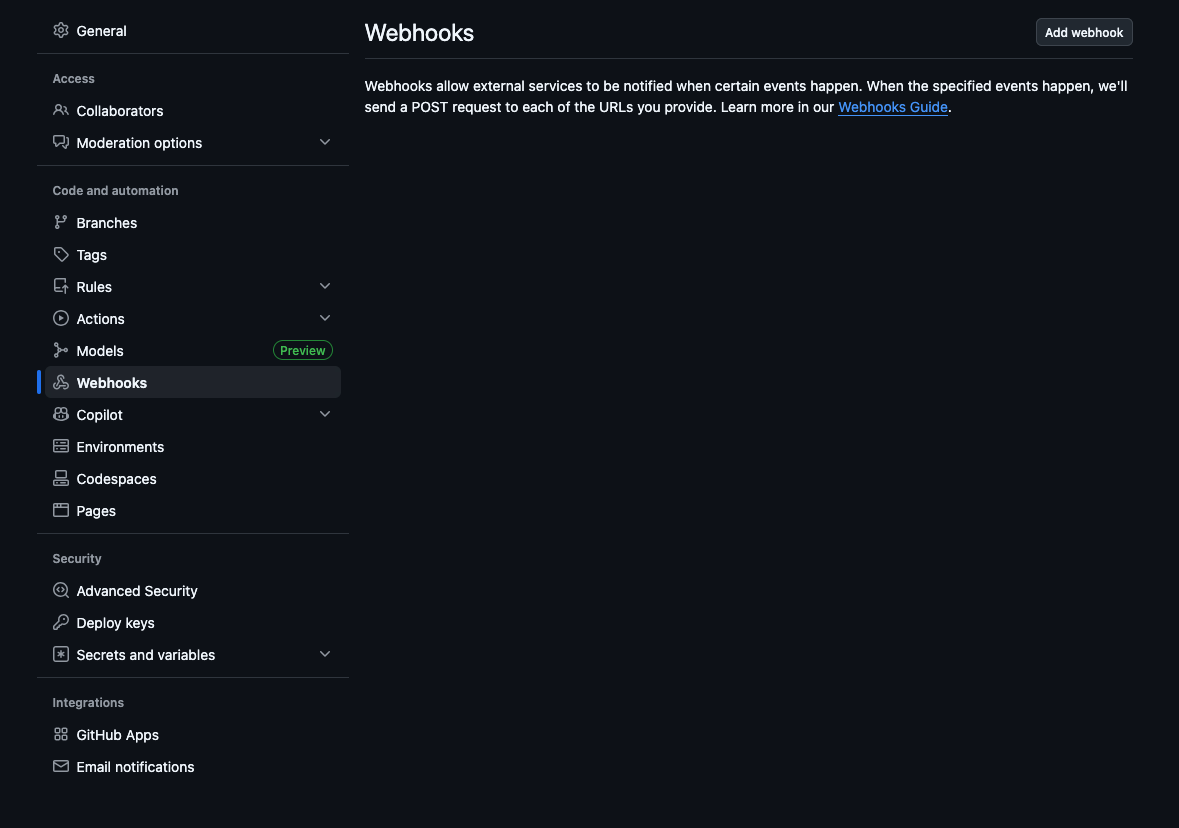 General
Access
Collaborators
Moderation options
Code and automation
Branches
Tags
Rules
Actions
Models Preview
Webhooks
Copilot
Environments
Codespaces
Pages
Security
Advanced Security
Deploy keys
Secrets and variables
Integrations
GitHub Apps
Email notifications
Webhooks
Add webhook
Webhooks allow external services to be notified when certain events happen. When the specified events happen, we'll
send a POST request to each of the URLs you provide. Learn more in our Webhooks Guide.